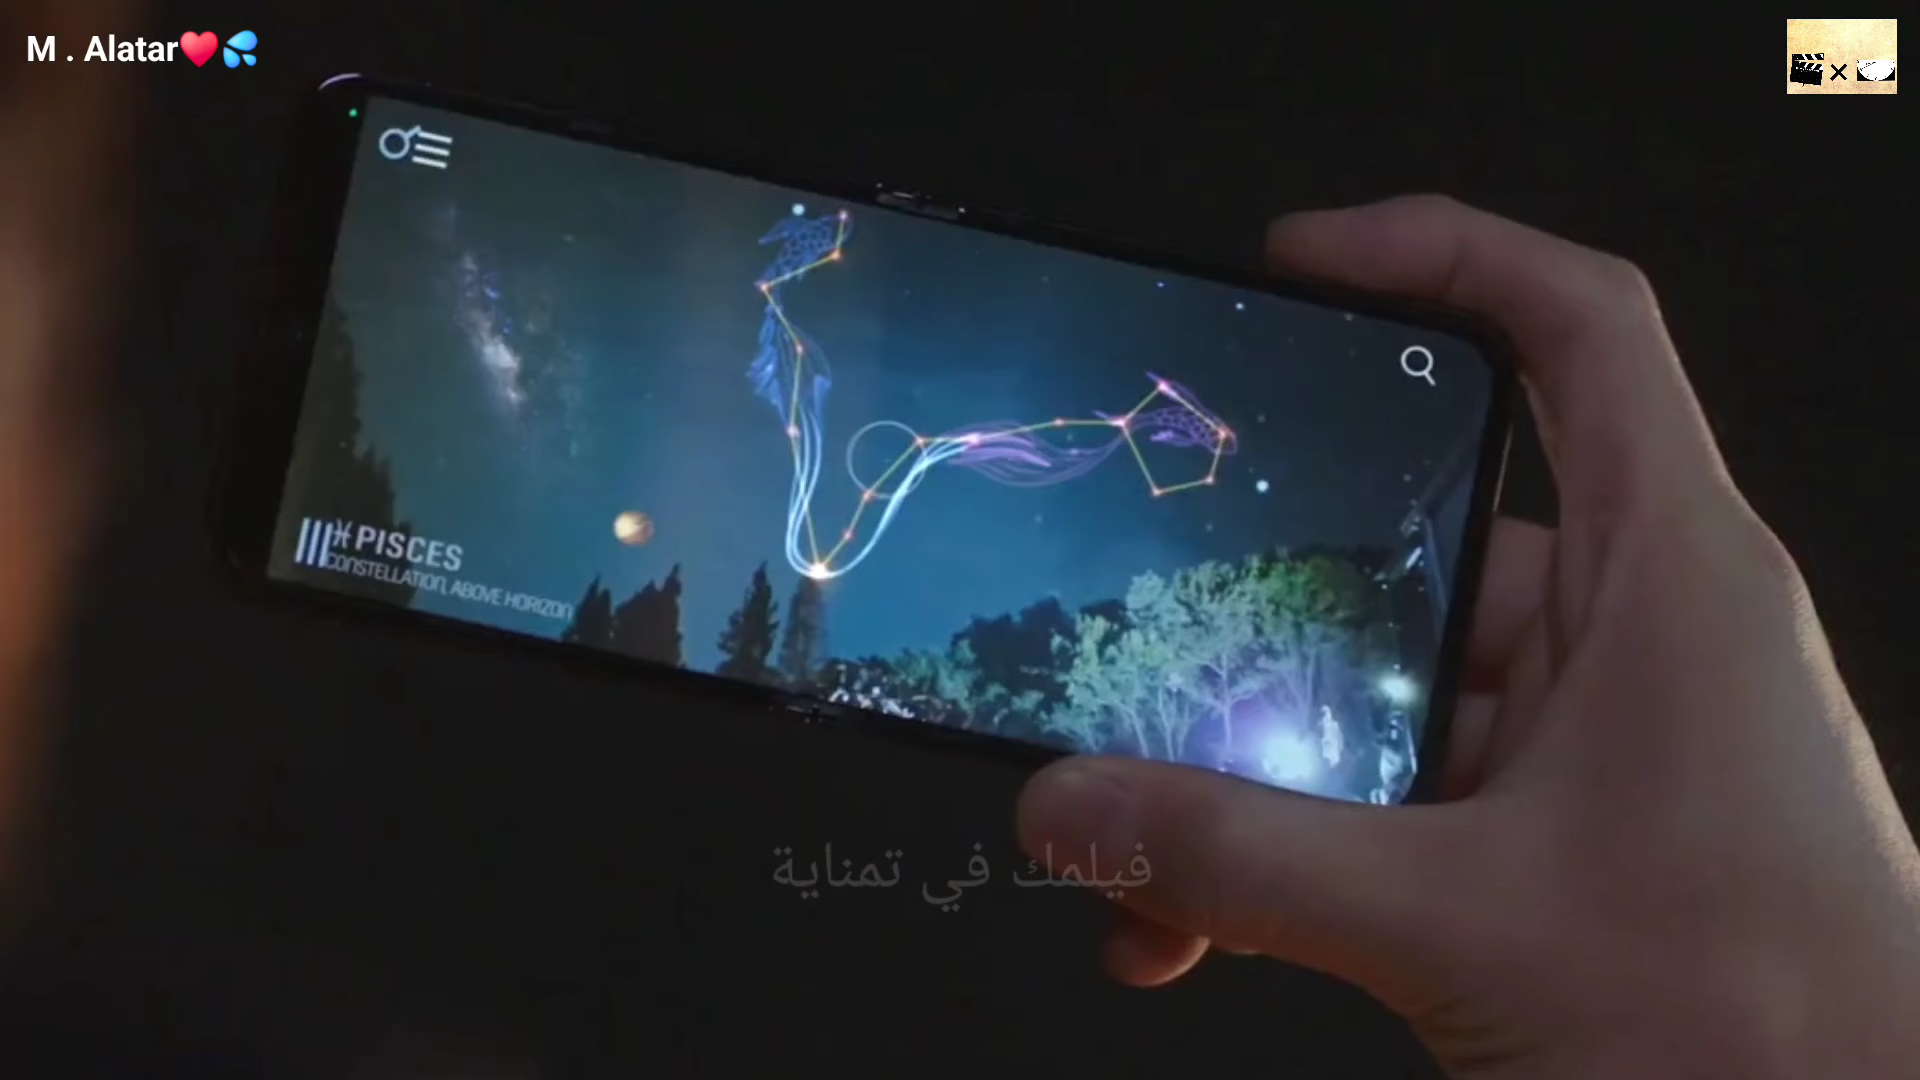 M . Alatar❤️💦
PISCES
CONSTELLATION, ABOVE HORIZON
فيلمك في تمناية